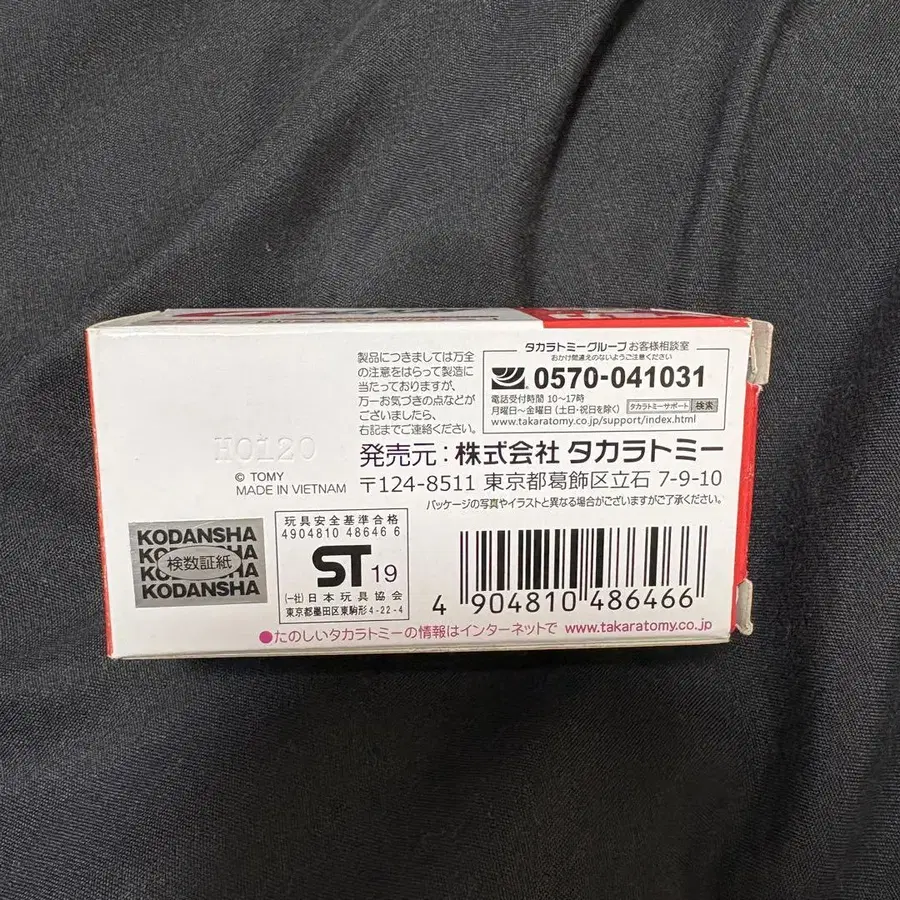 製品につきましては万全
の注意をはらって製造に
当たっておりますが、
万一お気づきの点などが
ございましたら、
右記までご連絡ください。
タカラトミーグループ お客様相談室
おかけ間違えのないようご注意ください
0570-041031
電話受付時間 10〜17時
月曜日〜金曜日 (土日・祝日を除く)
タカラトミーサポート 検索
www.takaratomy.co.jp/support/index.html
H0120
© TOMY
MADE IN VIETNAM
発売元:株式会社 タカラトミー
〒124-8511 東京都葛飾区立石 7-9-10
パッケージの写真やイラストと異なる場合がございますがご了承ください。
KODANSHA
KODANSHA
検数証紙
KODANSHA
KODANSHA
玩具安全基準合格
4904810 48646 6
ST 19
(一社)日本玩具協会
東京都墨田区東駒形4-22-4
4 904810 486466
●たのしいタカラトミーの情報はインターネットで www.takaratomy.co.jp